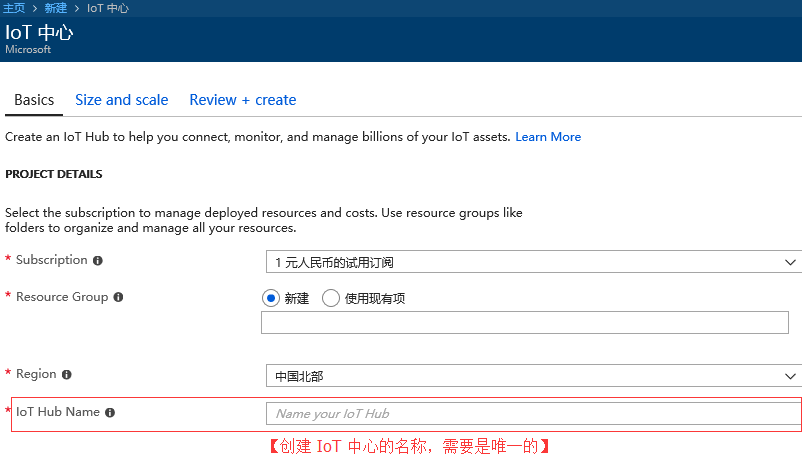 主页 > 新建 > IoT 中心
IoT 中心
Microsoft
Basics Size and scale Review + create
Create an IoT Hub to help you connect, monitor, and manage billions of your IoT assets. Learn More
PROJECT DETAILS
Select the subscription to manage deployed resources and costs. Use resource groups like
folders to organize and manage all your resources.
* Subscription 1 元人民币的试用订阅
* Resource Group 新建 使用现有项
* Region 中国北部
* IoT Hub Name Name your IoT Hub
【创建 IoT 中心的名称，需要是唯一的】